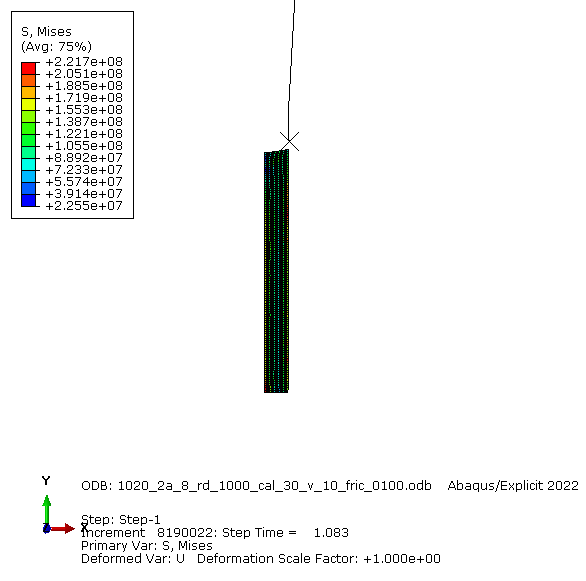 S, Mises
(Avg: 75%)
+2.217e+08
+2.051e+08
+1.885e+08
+1.719e+08
+1.553e+08
+1.387e+08
+1.221e+08
+1.055e+08
+8.892e+07
+7.233e+07
+5.574e+07
+3.914e+07
+2.255e+07
Y
X
ODB: 1020_2a_8_rd_1000_cal_30_v_10_fric_0100.odb Abaqus/Explicit 2022
Step: Step-1
Increment 8190022: Step Time = 1.083
Primary Var: S, Mises
Deformed Var: U Deformation Scale Factor: +1.000e+00